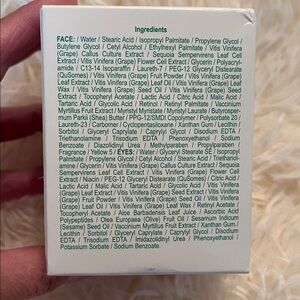 Ingredients
FACE: / Water / Stearic Acid / Isopropyl Palmitate / Propylene Glycol /
Butylene Glycol / Cetyl Alcohol / Ethylhexyl Palmitate / Vitis Vinifera
(Grape) Callus Culture Extract / Sequoia Sempervirens Leaf Cell
Extract / Vitis Vinifera (Grape) Flower Cell Extract / Glycerin / Polyacryl-
amide / C13-14 Isoparaffin / Laureth-7 / PEG-12 Glyceryl Distearate
(QuSomes) / Vitis Vinifera (Grape) Fruit Powder / Vitis Vinifera
(Grape) Leaf Oil / Vitis Vinifera (Grape) Seed Oil / Vitis Vinifera (Grape) Leaf
Wax / Vitis Vinifera (Grape) Seed Oil / Vitis Vinifera (Grape) Seed
Extract / Tocopheryl Acetate / Lactic Acid / Citric Acid / Malic Acid /
Tartaric Acid / Glycolic Acid / Retinol / Retinyl Palmitate / Vaccinium
Myrtillus Fruit Extract / Myristyl Myristate / Myristyl Laurate / Butyrosper-
mum Parkii (Shea) Butter / PPG-12/SMDI Copolymer / Polysorbate 20 /
Laureth-23 / Carbomer / Cyclopentasiloxane / Xanthan Gum / Lecithin /
Sorbitol / Glyceryl Caprylate / Caprylyl Glycol / Disodium EDTA /
Triethanolamine / Trisodium EDTA / Phenoxyethanol / Sodium
Benzoate / Diazolidinyl Urea / Methylparaben / Propylparaben
Fragrance / Yellow 5 / EYES: / Water / Glyceryl Stearate SE / Isopropyl
Palmitate / Propylene Glycol / Cetyl Alcohol / Stearic Acid / Triethanol-
amine / Glycerin / Vitis Vinifera (Grape) Callus Culture Extract / Sequoia
Sempervirens Leaf Cell Extract / Vitis Vinifera (Grape) Flower Cell
Extract / Niacin / PEG-12 Glyceryl Distearate (QuSomes) / Citric Acid
/ Lactic Acid / Malic Acid / Tartaric Acid / Glycolic Acid / Vitis Vinifera
(Grape) Leaf Extract / Vitis Vinifera (Grape) Seed Extract / Vitis Vinifera
(Grape) Fruit Powder / Vitis Vinifera (Grape) Seed Oil / Vitis Vinifera
(Grape) Leaf Oil / Vitis Vinifera (Grape) Leaf Wax / Retinyl Acetate /
Tocopheryl Acetate / Aloe Barbadensis Leaf Juice / Ascorbic Acid
Polypeptides / Olea Europaea (Olive) Fruit Oil / Sesamum Indicum
(Sesame) Seed Oil / Vaccinium Myrtillus Extract / Xanthan Gum /
Lecithin / Sorbitol / Glyceryl Caprylate / Caprylyl Glycol / Disodium
EDTA / Trisodium EDTA / Imidazolidinyl Urea / Phenoxyethanol /
Potassium Sorbate / Sodium Benzoate